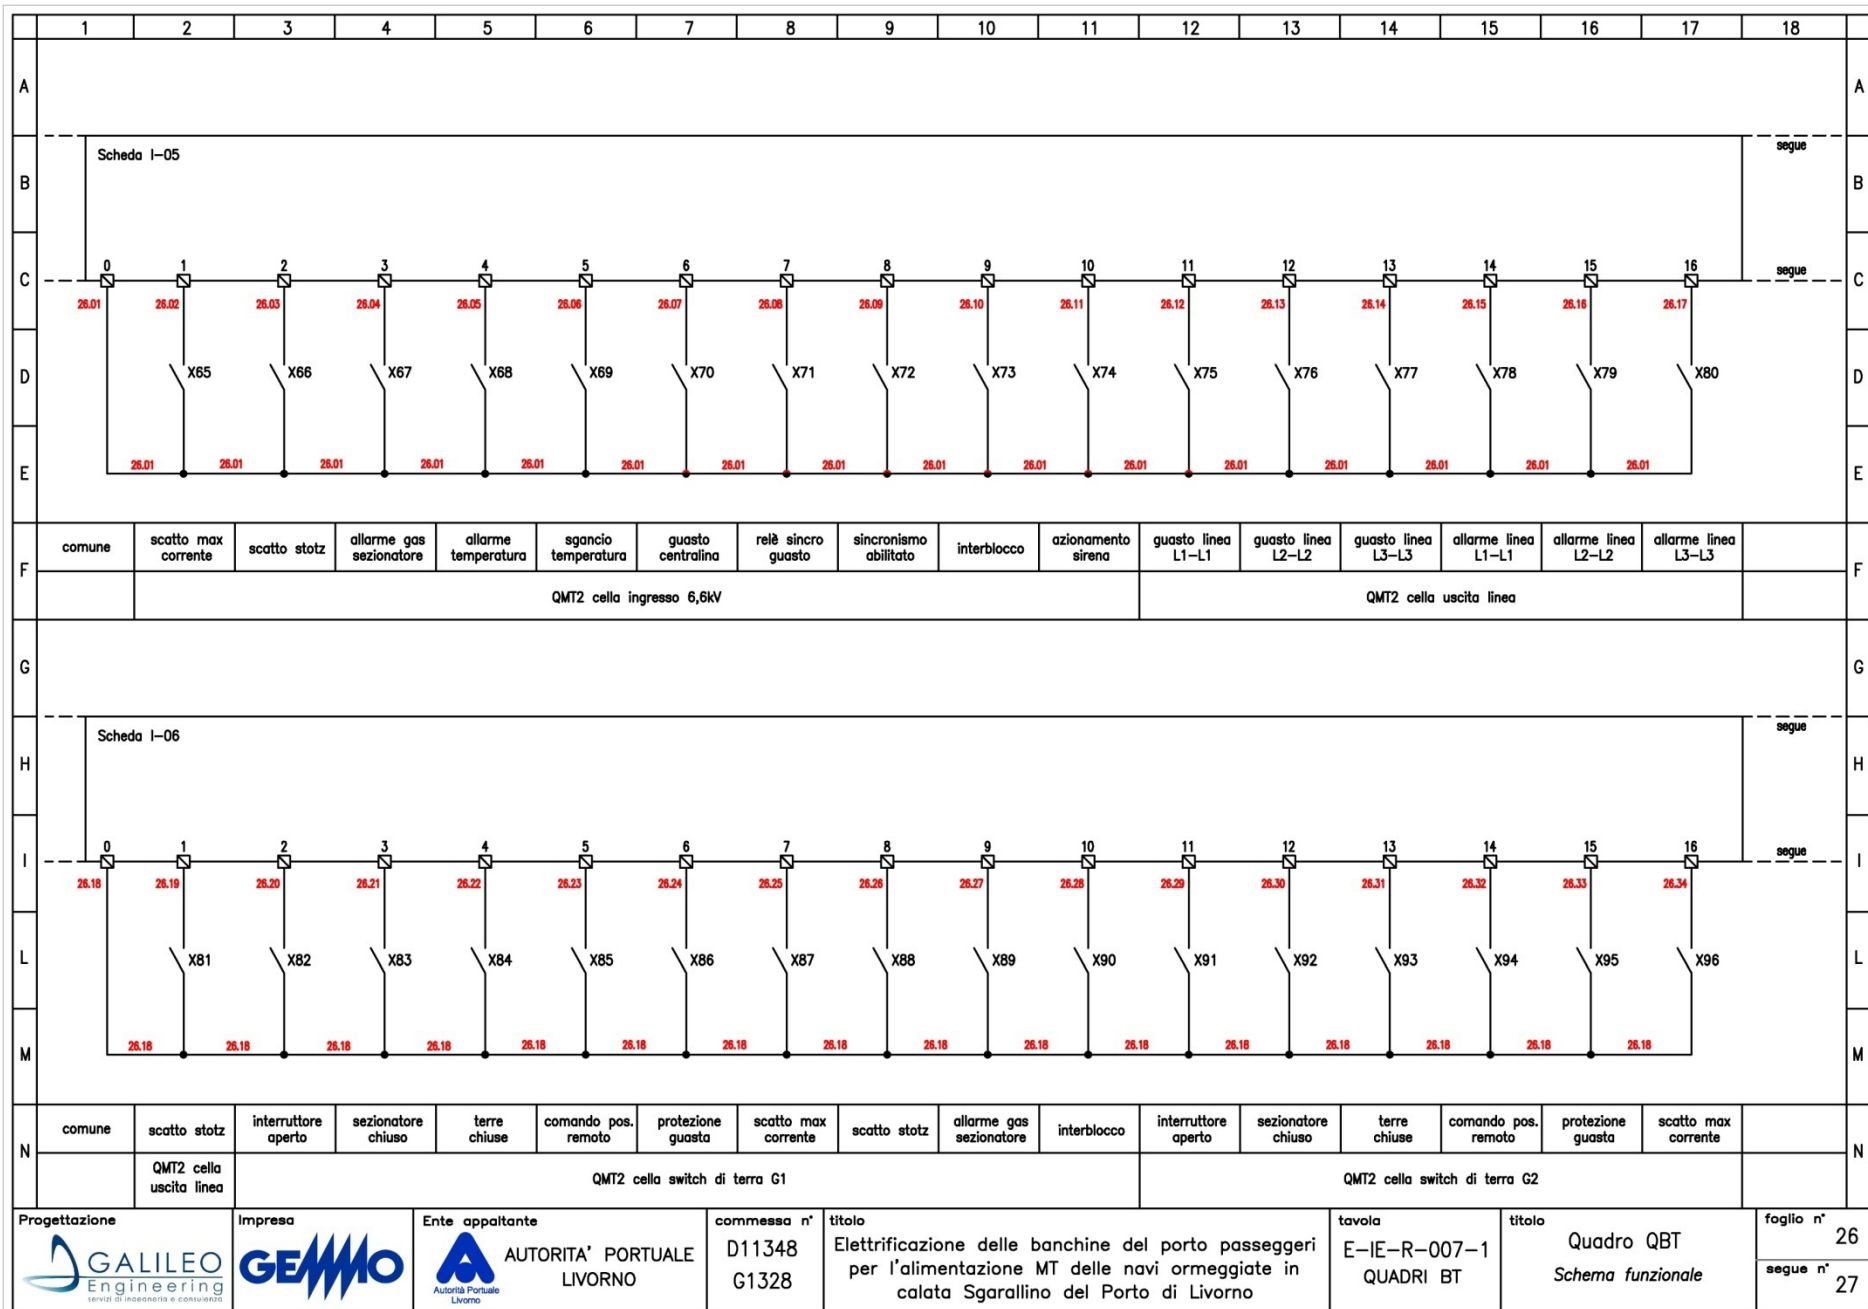 1 2 3 4 5 6 7 8 9 10 11 12 13 14 15 16 17 18
A A
Scheda I-05 segue
B B
0 1 2 3 4 5 6 7 8 9 10 11 12 13 14 15 16 segue
C C
26.01 26.02 26.03 26.04 26.05 26.06 26.07 26.08 26.09 26.10 26.11 26.12 26.13 26.14 26.15 26.16 26.17
D X65 X66 X67 X68 X69 X70 X71 X72 X73 X74 X75 X76 X77 X78 X79 X80 D
26.01 26.01 26.01 26.01 26.01 26.01 26.01 26.01 26.01 26.01 26.01 26.01 26.01 26.01 26.01 26.01
E E
comune
scatto max
corrente
scatto stotz
allarme gas
sezionatore
allarme
temperatura
sgancio
temperatura
guasto
centralina
relè sincro
guasto
sincronismo
abilitato
interblocco
azionamento
sirena
guasto linea
L1-L1
guasto linea
L2-L2
guasto linea
L3-L3
allarme linea
L1-L1
allarme linea
L2-L2
allarme linea
L3-L3
F F
QMT2 cella ingresso 6,6kV
QMT2 cella uscita linea
G G
Scheda I-06 segue
H H
0 1 2 3 4 5 6 7 8 9 10 11 12 13 14 15 16 segue
I I
26.18 26.19 26.20 26.21 26.22 26.23 26.24 26.25 26.26 26.27 26.28 26.29 26.30 26.31 26.32 26.33 26.34
L X81 X82 X83 X84 X85 X86 X87 X88 X89 X90 X91 X92 X93 X94 X95 X96 L
26.18 26.18 26.18 26.18 26.18 26.18 26.18 26.18 26.18 26.18 26.18 26.18 26.18 26.18 26.18 26.18
M M
comune
scatto stotz
interruttore
aperto
sezionatore
chiuso
terre
chiuse
comando pos.
remoto
protezione
guasta
scatto max
corrente
scatto stotz
allarme gas
sezionatore
interblocco
interruttore
aperto
sezionatore
chiuso
terre
chiuse
comando pos.
remoto
protezione
guasta
scatto max
corrente
N N
QMT2 cella
uscita linea
QMT2 cella switch di terra G1
QMT2 cella switch di terra G2
Progettazione
GALILEO
Engineering
servizi di ingegneria e consulenza
Impresa
GEMMO
Ente appaltante
Autorità Portuale
Livorno
AUTORITA' PORTUALE
LIVORNO
commessa n°
D11348
G1328
titolo
Elettrificazione delle banchine del porto passeggeri
per l'alimentazione MT delle navi ormeggiate in
calata Sgarallino del Porto di Livorno
tavola
E-IE-R-007-1
QUADRI BT
titolo
Quadro QBT
Schema funzionale
foglio n°
26
segue n°
27